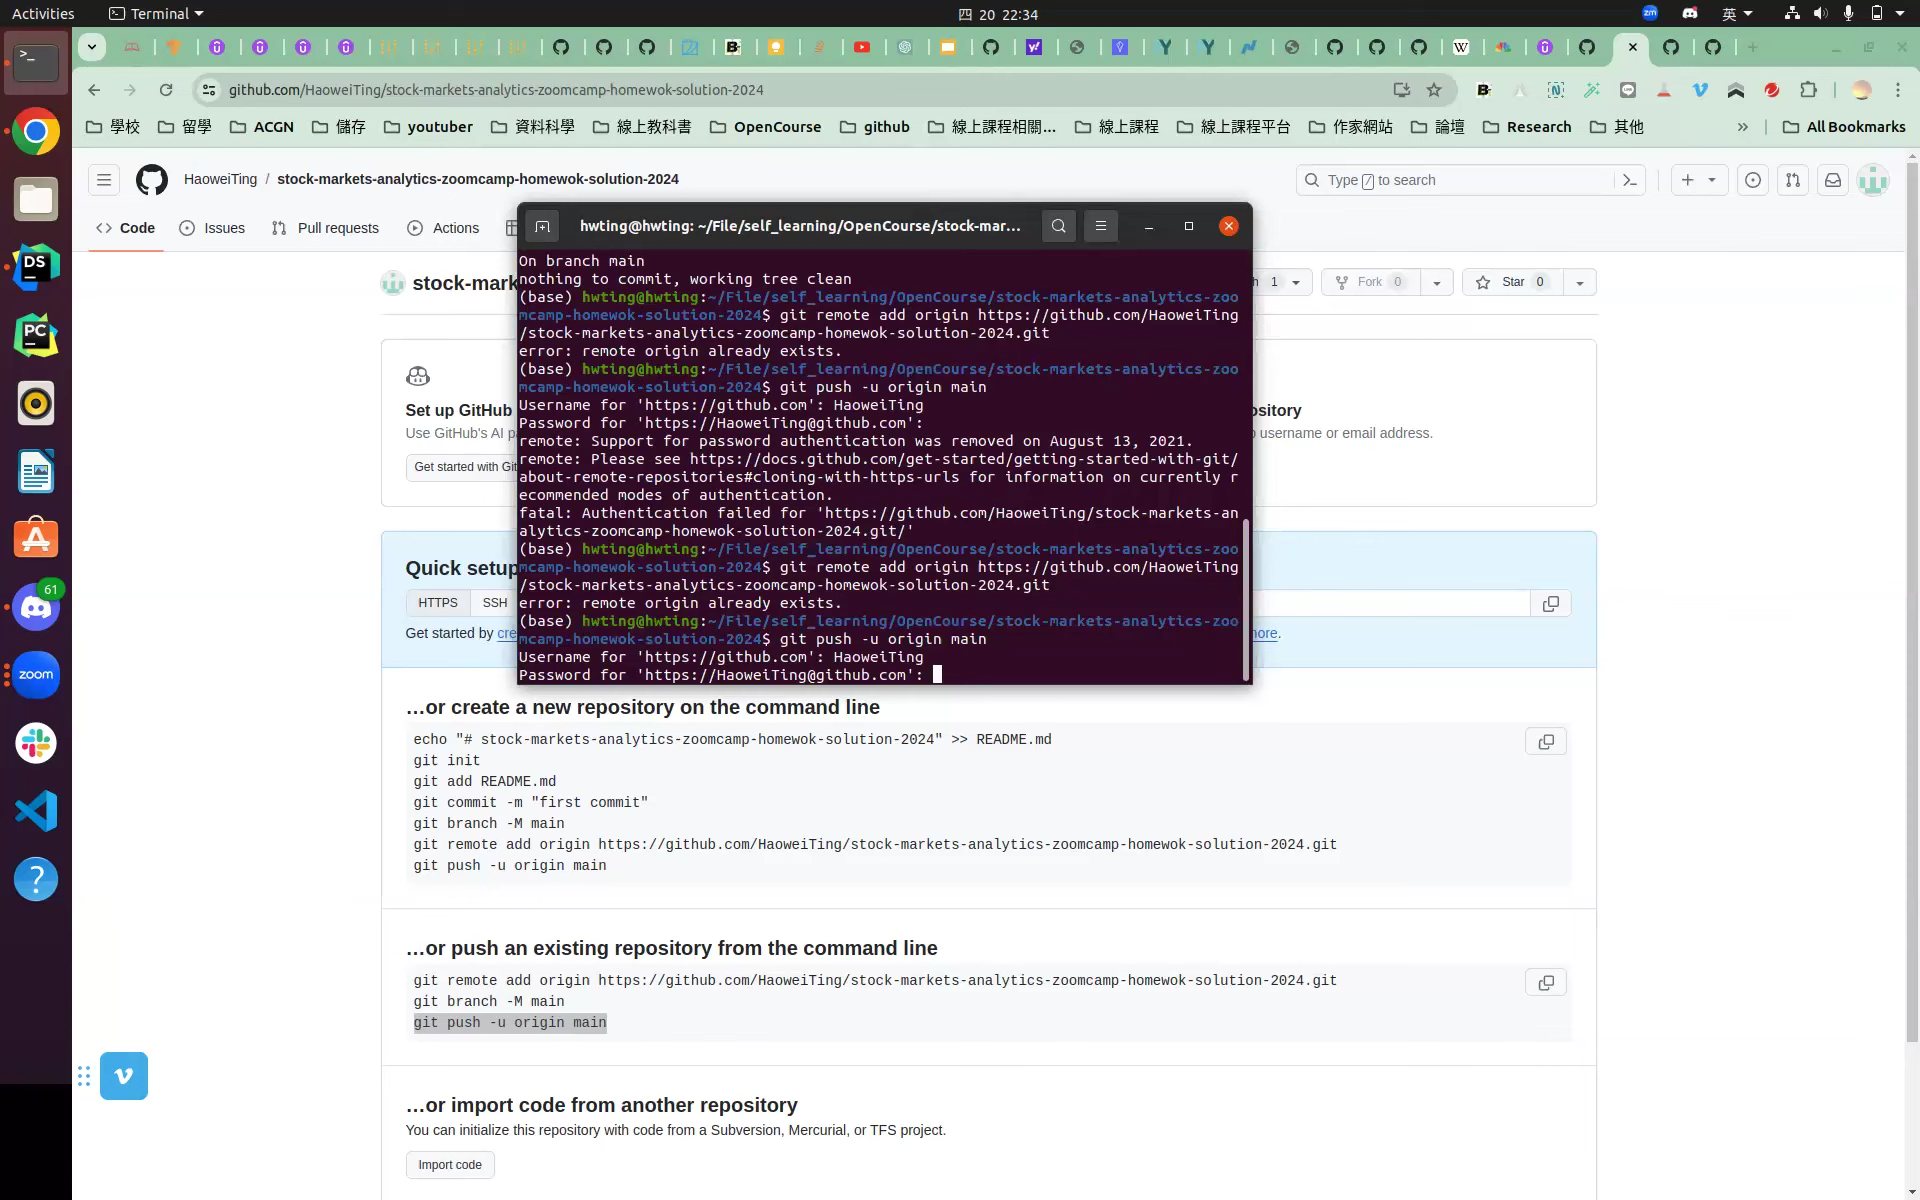 Activities
Terminal
四 20 22:34
zm
英
github.com/HaoweiTing/stock-markets-analytics-zoomcamp-homewok-solution-2024
學校
留學
ACGN
儲存
youtuber
資料科學
線上教科書
OpenCourse
github
線上課程相關...
線上課程
線上課程平台
作家網站
論壇
Research
其他
»
All Bookmarks
HaoweiTing / stock-markets-analytics-zoomcamp-homewok-solution-2024
Type / to search
Code
Issues
Pull requests
Actions
hwting@hwting: ~/File/self_learning/OpenCourse/stock-mar...
stock-mark
h 1
Fork 0
Star 0
On branch main
nothing to commit, working tree clean
(base) hwting@hwting:~/File/self_learning/OpenCourse/stock-markets-analytics-zoo
mcamp-homewok-solution-2024$ git remote add origin https://github.com/HaoweiTing
/stock-markets-analytics-zoomcamp-homewok-solution-2024.git
error: remote origin already exists.
(base) hwting@hwting:~/File/self_learning/OpenCourse/stock-markets-analytics-zoo
mcamp-homewok-solution-2024$ git push -u origin main
Username for 'https://github.com': HaoweiTing
Password for 'https://HaoweiTing@github.com':
remote: Support for password authentication was removed on August 13, 2021.
remote: Please see https://docs.github.com/get-started/getting-started-with-git/
about-remote-repositories#cloning-with-https-urls for information on currently r
ecommended modes of authentication.
fatal: Authentication failed for 'https://github.com/HaoweiTing/stock-markets-an
alytics-zoomcamp-homewok-solution-2024.git/'
(base) hwting@hwting:~/File/self_learning/OpenCourse/stock-markets-analytics-zoo
mcamp-homewok-solution-2024$ git remote add origin https://github.com/HaoweiTing
/stock-markets-analytics-zoomcamp-homewok-solution-2024.git
error: remote origin already exists.
(base) hwting@hwting:~/File/self_learning/OpenCourse/stock-markets-analytics-zoo
mcamp-homewok-solution-2024$ git push -u origin main
Username for 'https://github.com': HaoweiTing
Password for 'https://HaoweiTing@github.com':
Set up GitHub
Use GitHub's AI p
Get started with Git
ository
username or email address.
Quick setup
HTTPS
SSH
Get started by cre
more.
…or create a new repository on the command line
echo "# stock-markets-analytics-zoomcamp-homewok-solution-2024" >> README.md
git init
git add README.md
git commit -m "first commit"
git branch -M main
git remote add origin https://github.com/HaoweiTing/stock-markets-analytics-zoomcamp-homewok-solution-2024.git
git push -u origin main
…or push an existing repository from the command line
git remote add origin https://github.com/HaoweiTing/stock-markets-analytics-zoomcamp-homewok-solution-2024.git
git branch -M main
git push -u origin main
…or import code from another repository
You can initialize this repository with code from a Subversion, Mercurial, or TFS project.
Import code
DS
PC
61
zoom